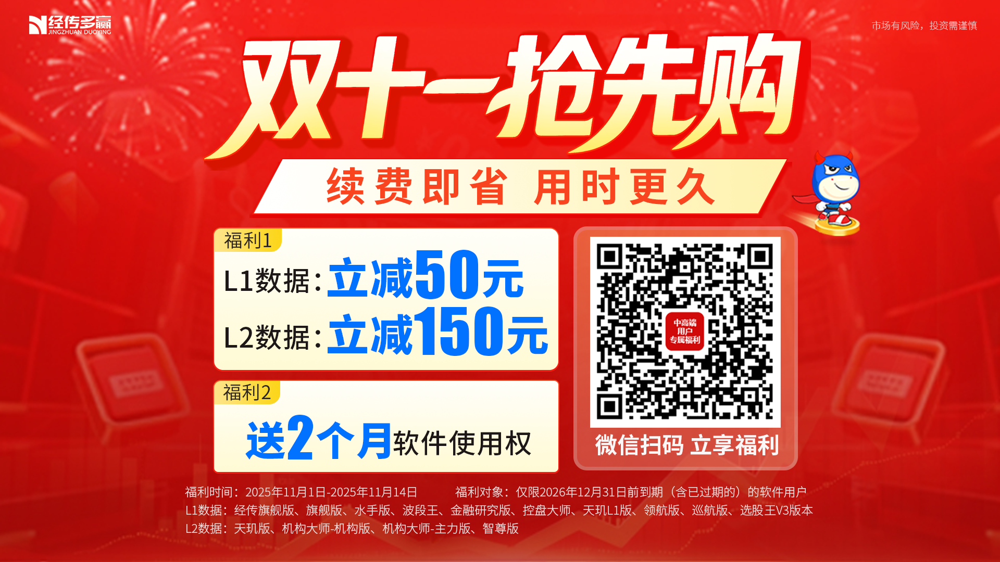 经传多赢
JINGZHUAN DUOYING
市场有风险，投资需谨慎
双十一抢先购
续费即省 用时更久
福利1
L1数据：立减50元
L2数据：立减150元
福利2
送2个月软件使用权
中高端
用户
专属福利
微信扫码 立享福利
福利时间：2025年11月1日-2025年11月14日 福利对象：仅限2026年12月31日前到期（含已过期的）的软件用户
L1数据：经传旗舰版、旗舰版、水手版、波段王、金融研究版、控盘大师、天玑L1版、领航版、巡航版、选股王V3版本
L2数据：天玑版、机构大师-机构版、机构大师-主力版、智尊版